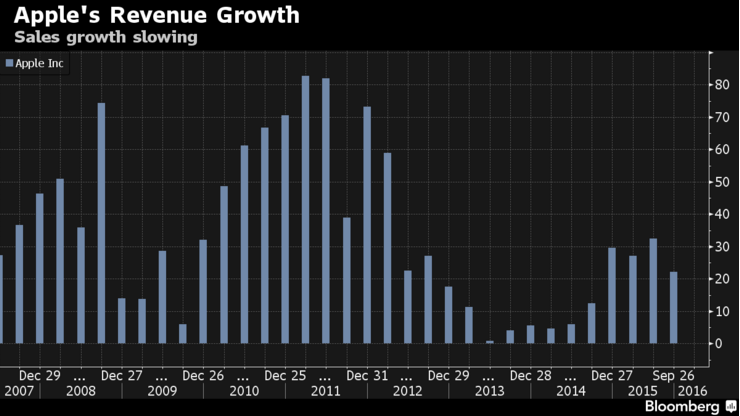 Apple's Revenue Growth
Sales growth slowing
Apple Inc
80
70
60
50
40
30
20
10
0
Dec 29 ... Dec 27 ... Dec 26 ... Dec 25 ... Dec 31 ... Dec 29 ... Dec 28 ... Dec 27 ... Sep 26
2007 2008 2009 2010 2011 2012 2013 2014 2015 2016
Bloomberg